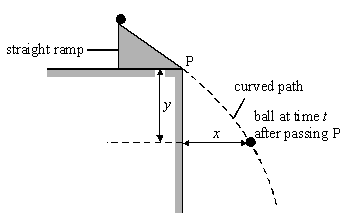 straight ramp
P
curved path
y
ball at time t
after passing P
x